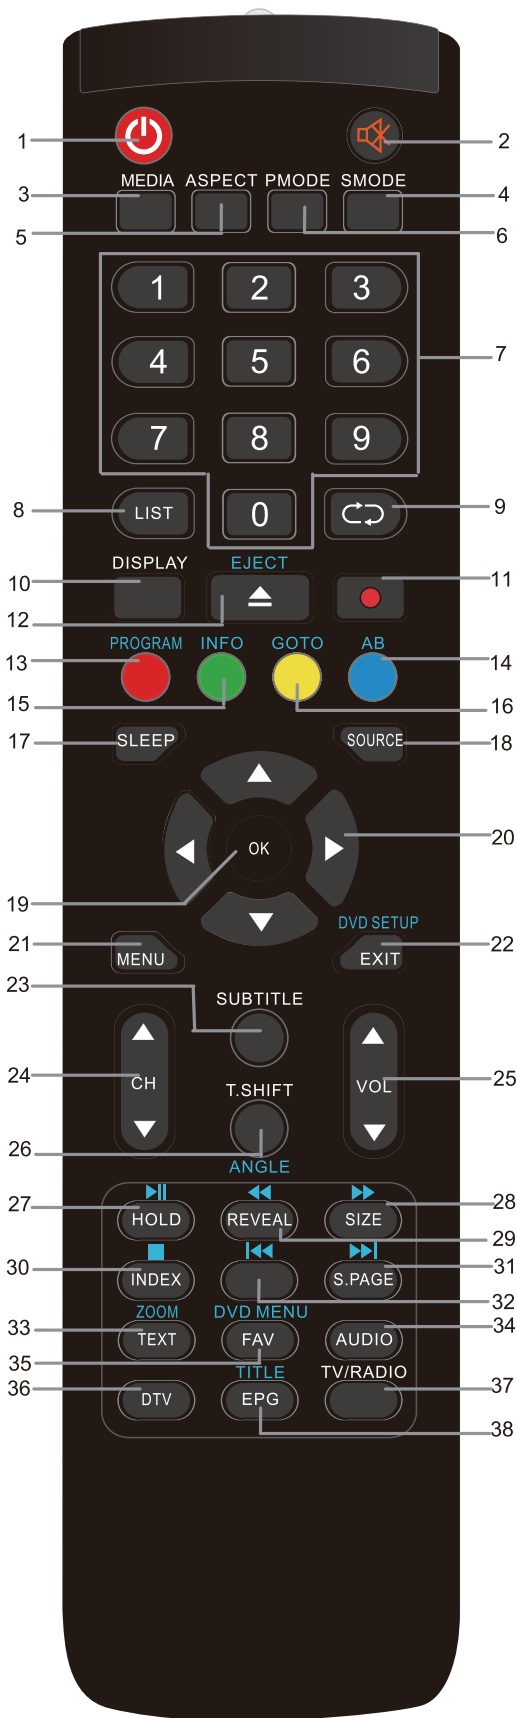 1 2
MEDIA ASPECT PMODE SMODE
3 4
5 6
1 2 3
4 5 6
7
7 8 9
8 LIST 0 9
DISPLAY EJECT
10 11
12
PROGRAM INFO GOTO AB
13 14
15 16
17 SLEEP SOURCE 18
20
OK
19
DVD SETUP
21 22
MENU EXIT
23
SUBTITLE
24 CH VOL 25
T.SHIFT
26
ANGLE
27 28
HOLD REVEAL SIZE
29
30 31
INDEX S.PAGE
32
ZOOM DVD MENU
33 34
TEXT FAV AUDIO
35
TITLE TV/RADIO
36 37
DTV EPG
38